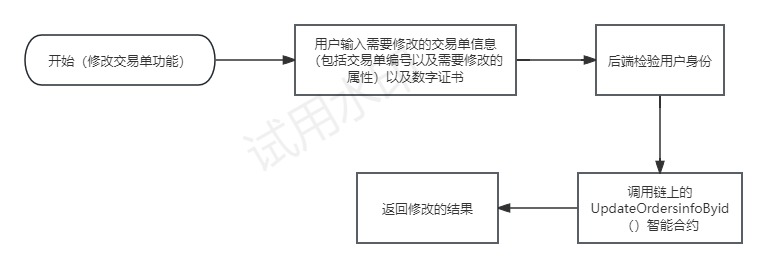 开始（修改交易单功能）
用户输入需要修改的交易单信息
（包括交易单编号以及需要修改的
属性）以及数字证书
后端检验用户身份
调用链上的
UpdateOrdersinfoByid
（）智能合约
返回修改的结果
试用水印